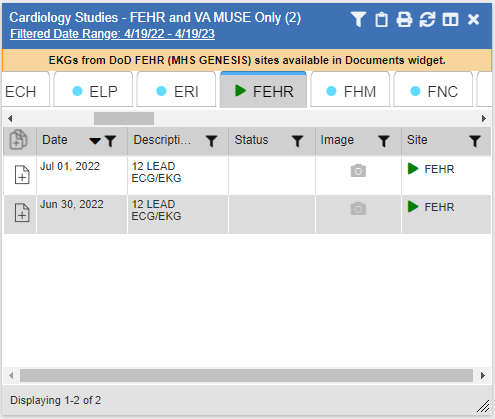 Cardiology Studies - FEHR and VA MUSE Only (2)
Filtered Date Range: 4/19/22 - 4/19/23
EKGs from DoD FEHR (MHS GENESIS) sites available in Documents widget.
ECH ELP ERI FEHR FHM FNC
Date Descripti... Status Image Site
Jul 01, 2022 12 LEAD FEHR
ECG/EKG
Jun 30, 2022 12 LEAD FEHR
ECG/EKG
Displaying 1-2 of 2